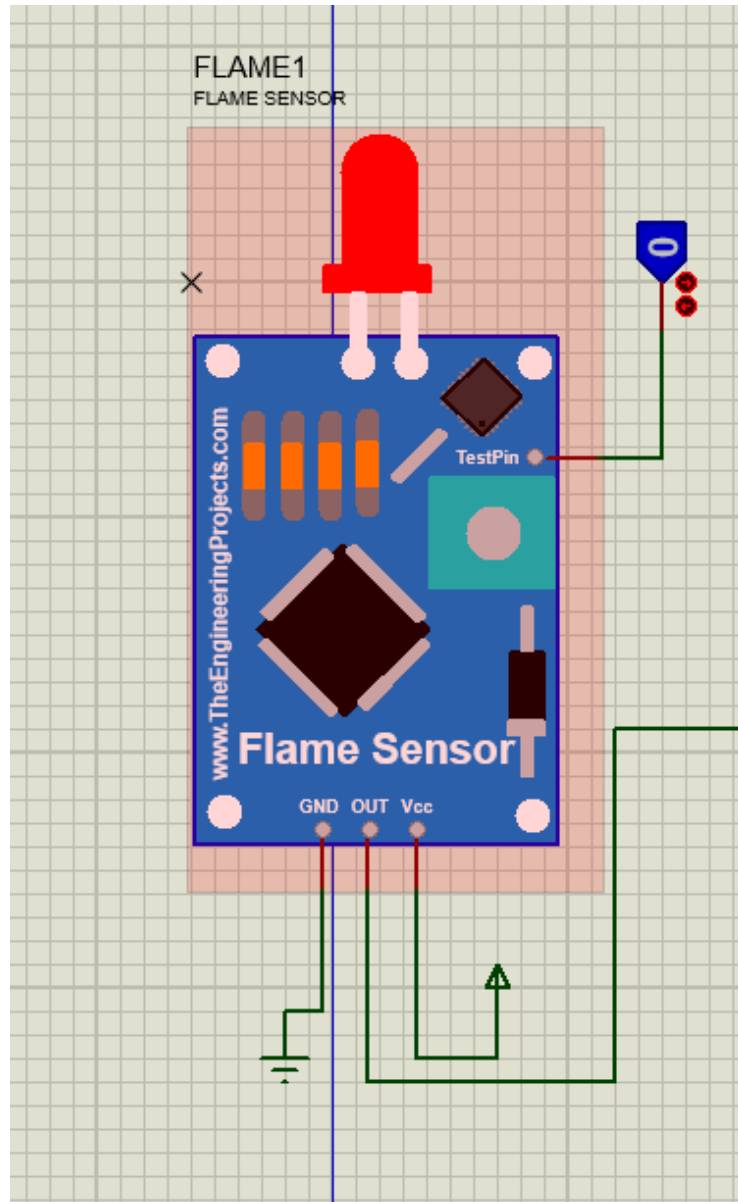 FLAME1
FLAME SENSOR
0
TestPin
www.TheEngineeringProjects.com
Flame Sensor
GND OUT Vcc